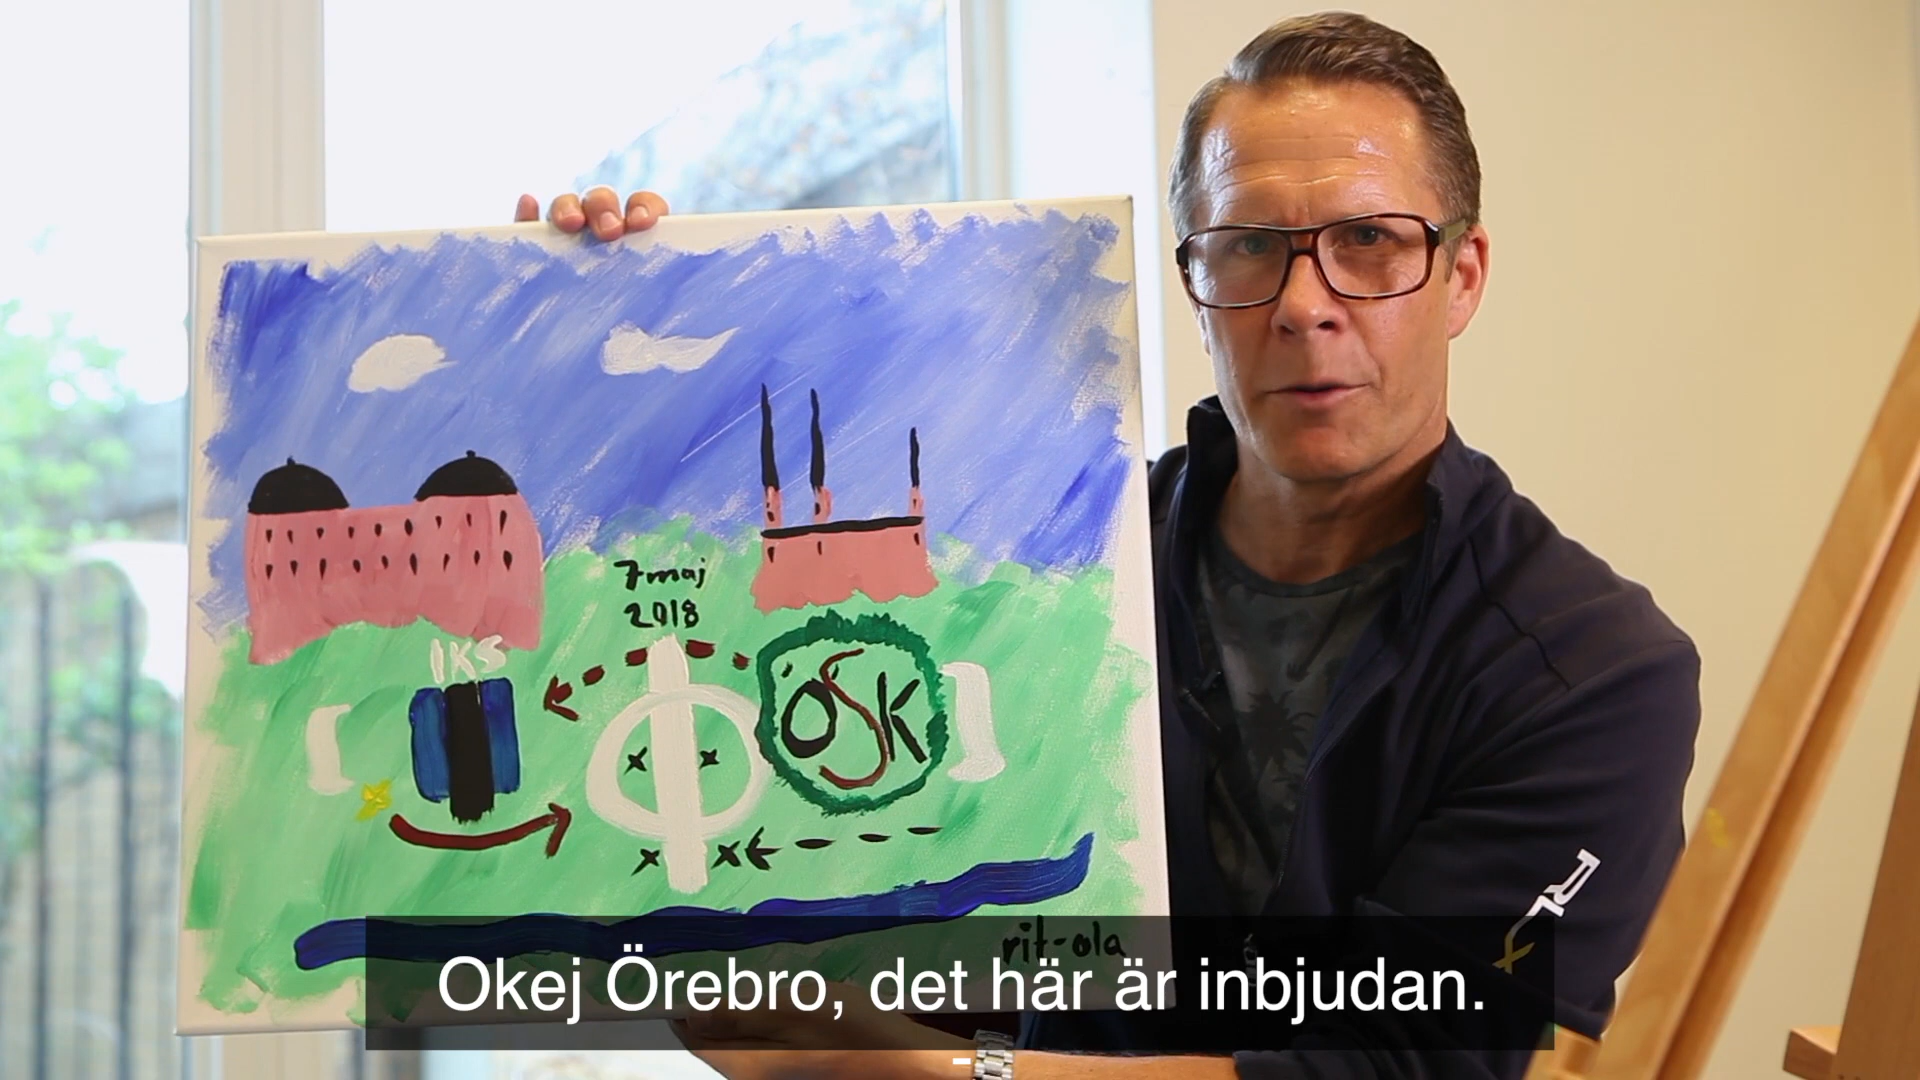 7 maj
2018
IKS
ÖSK
rit-ola
Okej Örebro, det här är inbjudan.
-